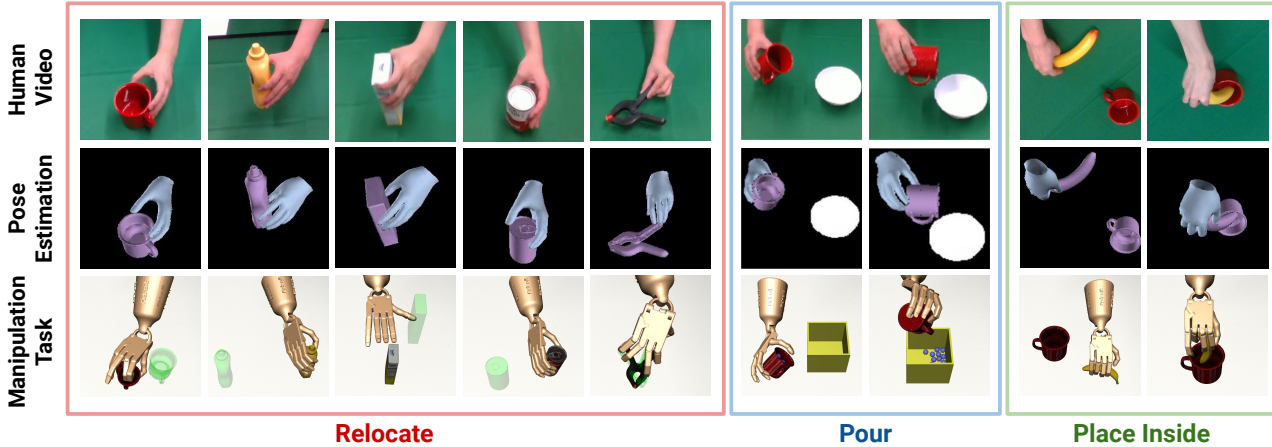 Human
Video
Pose
Estimation
Manipulation
Task
Relocate
Pour
Place Inside